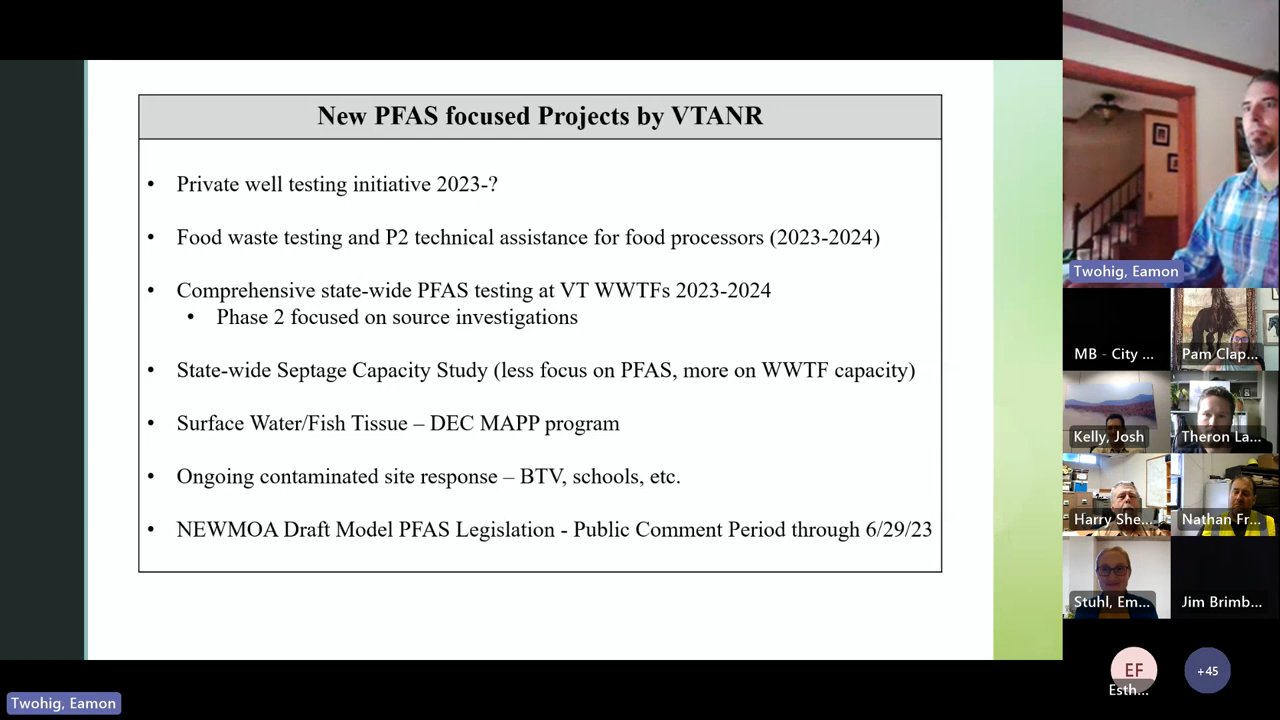 New PFAS focused Projects by VTANR
• Private well testing initiative 2023-?
• Food waste testing and P2 technical assistance for food processors (2023-2024)
• Comprehensive state-wide PFAS testing at VT WWTFs 2023-2024
• Phase 2 focused on source investigations
• State-wide Septage Capacity Study (less focus on PFAS, more on WWTF capacity)
• Surface Water/Fish Tissue – DEC MAPP program
• Ongoing contaminated site response – BTV, schools, etc.
• NEWMOA Draft Model PFAS Legislation - Public Comment Period through 6/29/23
Twohig, Eamon
MB - City ...
Pam Clap...
Kelly, Josh
Theron La...
Harry She...
Nathan Fr...
Stuhl, Em...
Jim Brimb...
EF
Esth...
+45
Twohig, Eamon